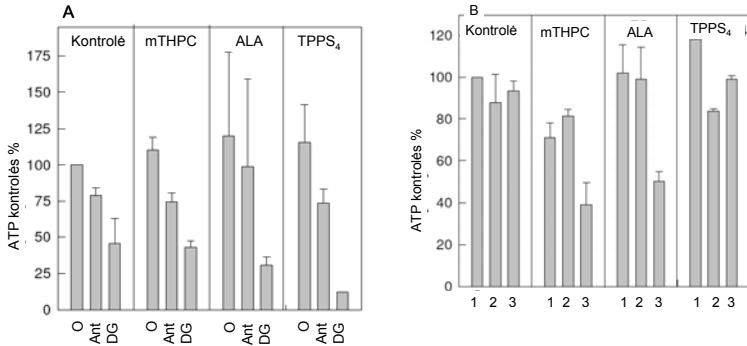 A
Kontrolė mTHPC ALA TPPS₄
ATP kontrolės %
175
150
125
100
75
50
25
0
O Ant DG O Ant DG O Ant DG O Ant DG
B
Kontrolė mTHPC ALA TPPS₄
ATP kontrolės %
120
100
80
60
40
20
0
1 2 3 1 2 3 1 2 3 1 2 3